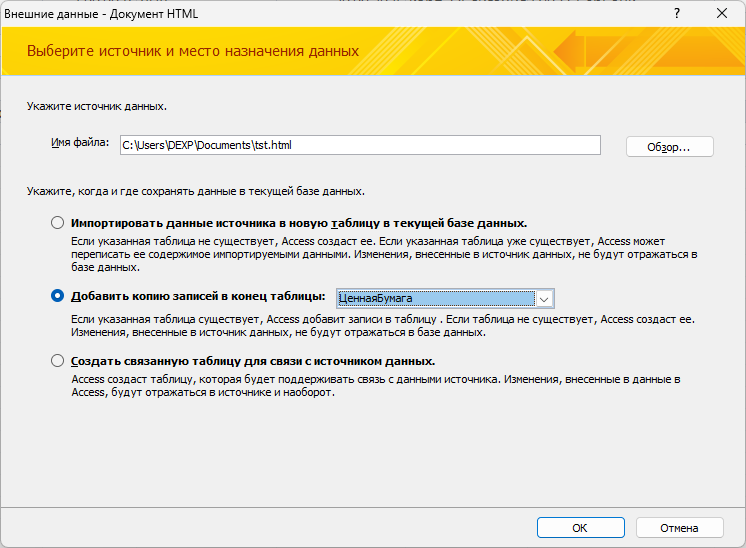 Внешние данные - Документ HTML
?
Выберите источник и место назначения данных
Укажите источник данных.
Имя файла: C:\Users\DEXP\Documents\tst.html Обзор...
Укажите, когда и где сохранять данные в текущей базе данных.
Импортировать данные источника в новую таблицу в текущей базе данных.
Если указанная таблица не существует, Access создаст ее. Если указанная таблица уже существует, Access может
переписать ее содержимое импортируемыми данными. Изменения, внесенные в источник данных, не будут отражаться в
базе данных.
Добавить копию записей в конец таблицы: ЦеннаяБумага
Если указанная таблица существует, Access добавит записи в таблицу . Если таблица не существует, Access создаст ее.
Изменения, внесенные в источник данных, не будут отражаться в базе данных.
Создать связанную таблицу для связи с источником данных.
Access создаст таблицу, которая будет поддерживать связь с данными источника. Изменения, внесенные в данные в
Access, будут отражаться в источнике и наоборот.
ОК Отмена